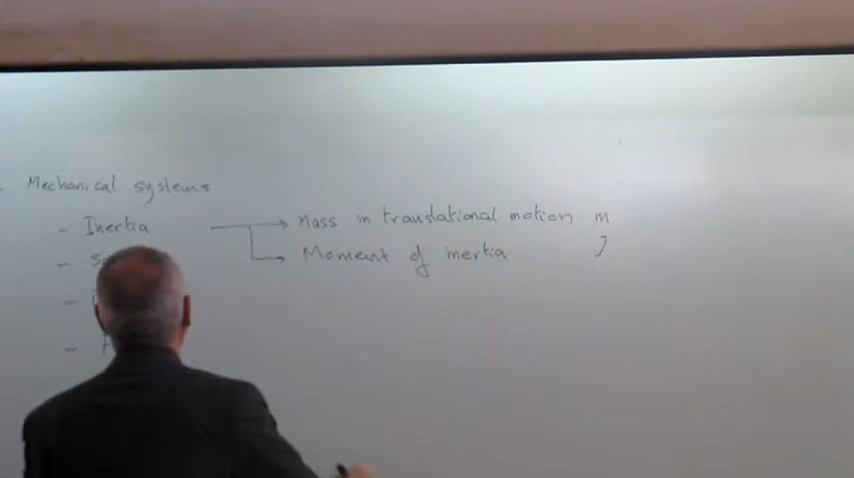 Mechanical systems
- Inertia → Mass in translational motion m
→ Moment of inertia J
-
-
-